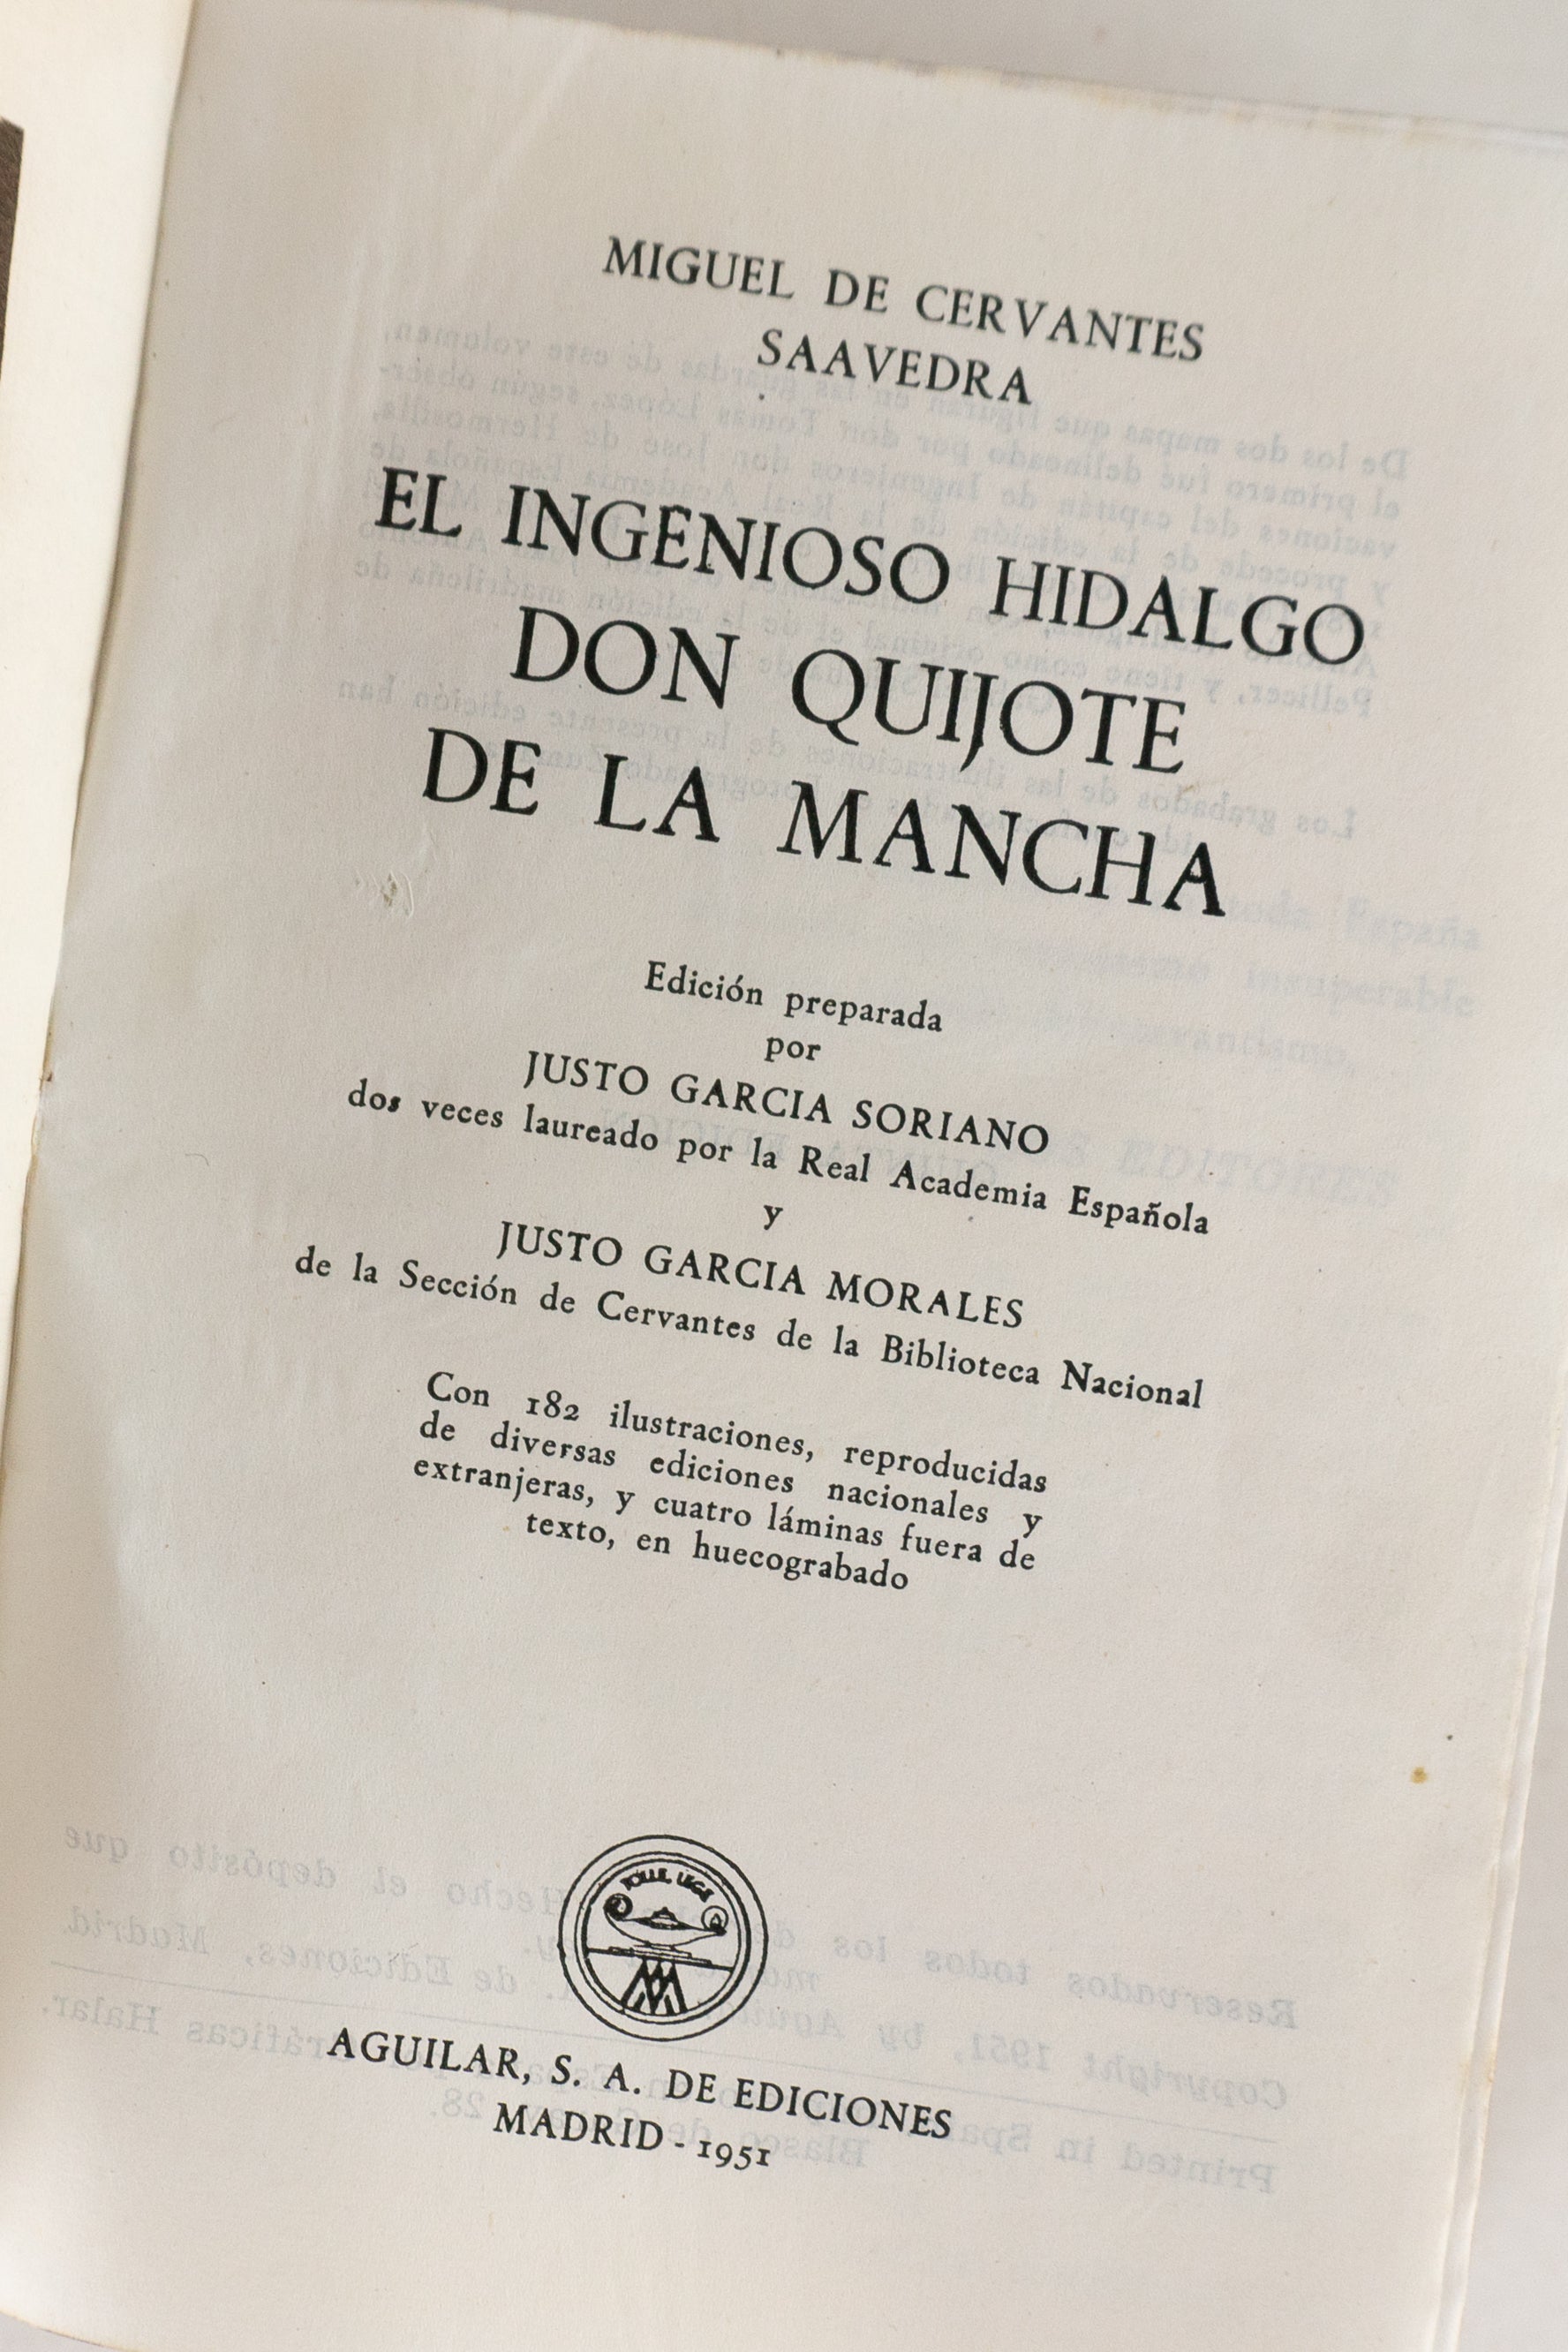 MIGUEL DE CERVANTES
SAAVEDRA
EL INGENIOSO HIDALGO
DON QUIJOTE
DE LA MANCHA
Edición preparada
por
JUSTO GARCIA SORIANO
dos veces laureado por la Real Academia Española
y
JUSTO GARCIA MORALES
de la Sección de Cervantes de la Biblioteca Nacional
Con 182 ilustraciones, reproducidas
de diversas ediciones nacionales y
extranjeras, y cuatro láminas fuera de
texto, en huecograbado
TOLLE, LEGE
AGUILAR, S. A. DE EDICIONES
MADRID - 1951